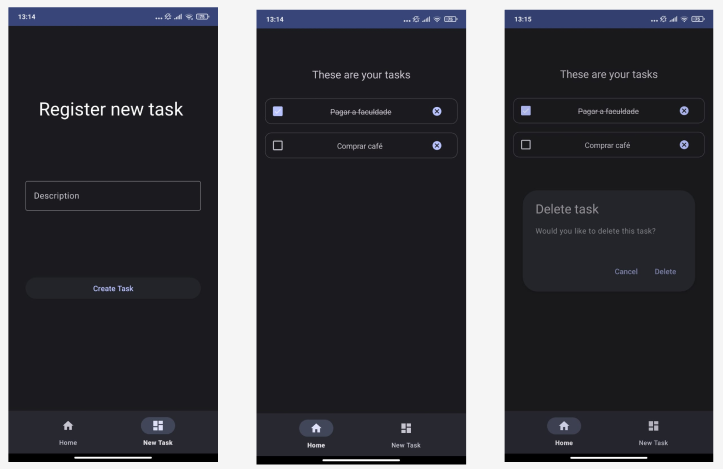 13:14
Register new task
Description
Create Task
Home
New Task
13:14
These are your tasks
Pagar a faculdade
Comprar café
Home
New Task
13:15
These are your tasks
Pagar a faculdade
Comprar café
Delete task
Would you like to delete this task?
Cancel Delete
Home
New Task